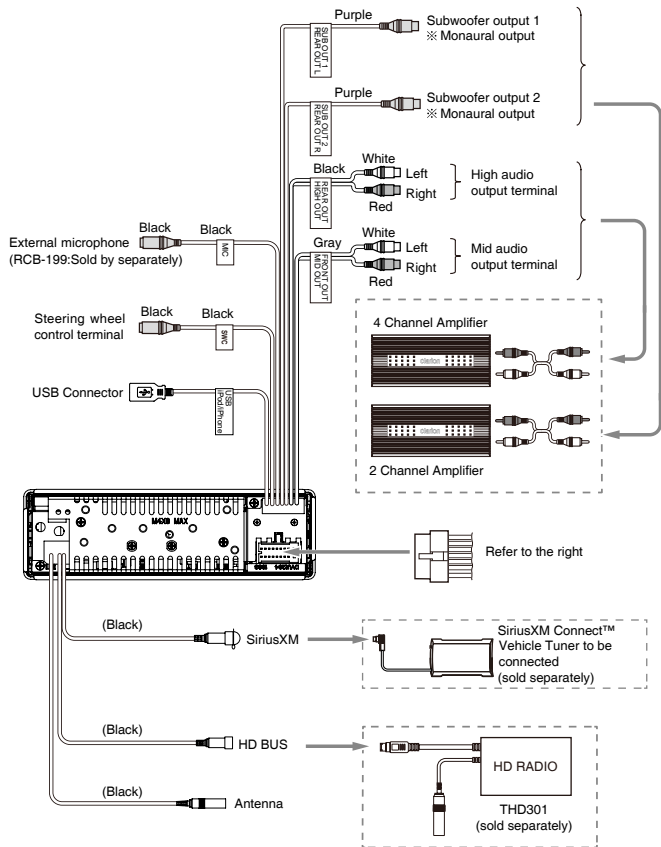 Purple
SUB OUT 1
REAR OUT L
Subwoofer output 1
※ Monaural output
Purple
SUB OUT 2
REAR OUT R
Subwoofer output 2
※ Monaural output
Black
REAR OUT
HIGH OUT
White
Left
Right
Red
High audio
output terminal
Gray
FRONT OUT
MID OUT
White
Left
Right
Red
Mid audio
output terminal
External microphone
(RCB-199:Sold by separately)
Black
Black
MIC
Steering wheel
control terminal
Black
Black
SWC
USB Connector
USB
iPod/iPhone
4 Channel Amplifier
clarion
clarion
2 Channel Amplifier
M4X8 MAX
Refer to the right
(Black)
SiriusXM
SiriusXM Connect™
Vehicle Tuner to be
connected
(sold separately)
(Black)
HD BUS
HD RADIO
THD301
(sold separately)
(Black)
Antenna